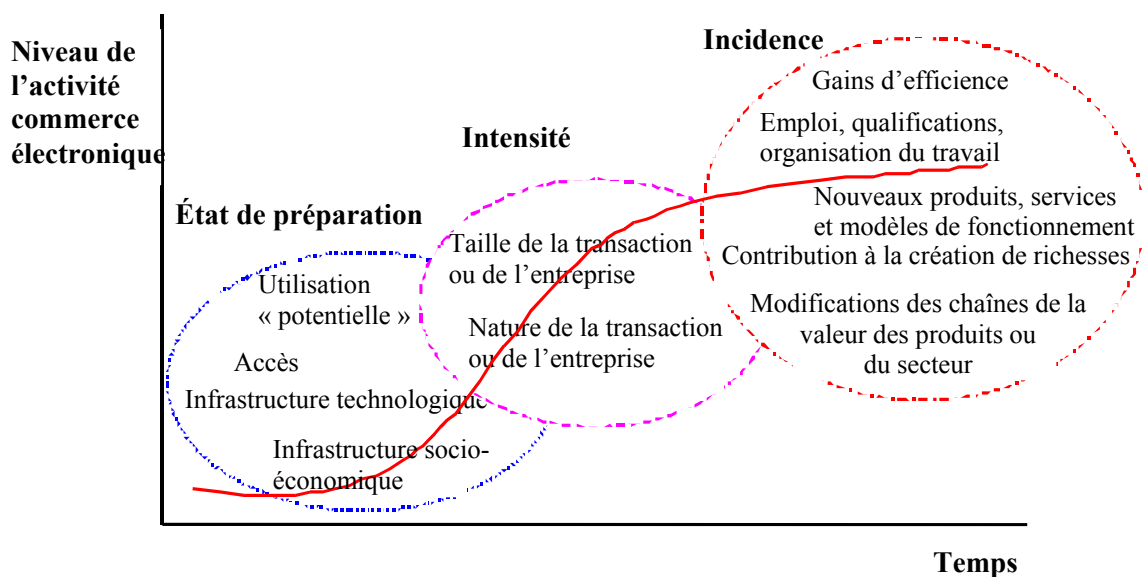 Niveau de
l’activité
commerce
électronique
État de préparation
Utilisation
« potentielle »
Accès
Infrastructure technologique
Infrastructure socio-
économique
Intensité
Taille de la transaction
ou de l’entreprise
Nature de la transaction
ou de l’entreprise
Incidence
Gains d’efficience
Emploi, qualifications,
organisation du travail
Nouveaux produits, services
et modèles de fonctionnement
Contribution à la création de richesses
Modifications des chaînes de la
valeur des produits ou
du secteur
Temps